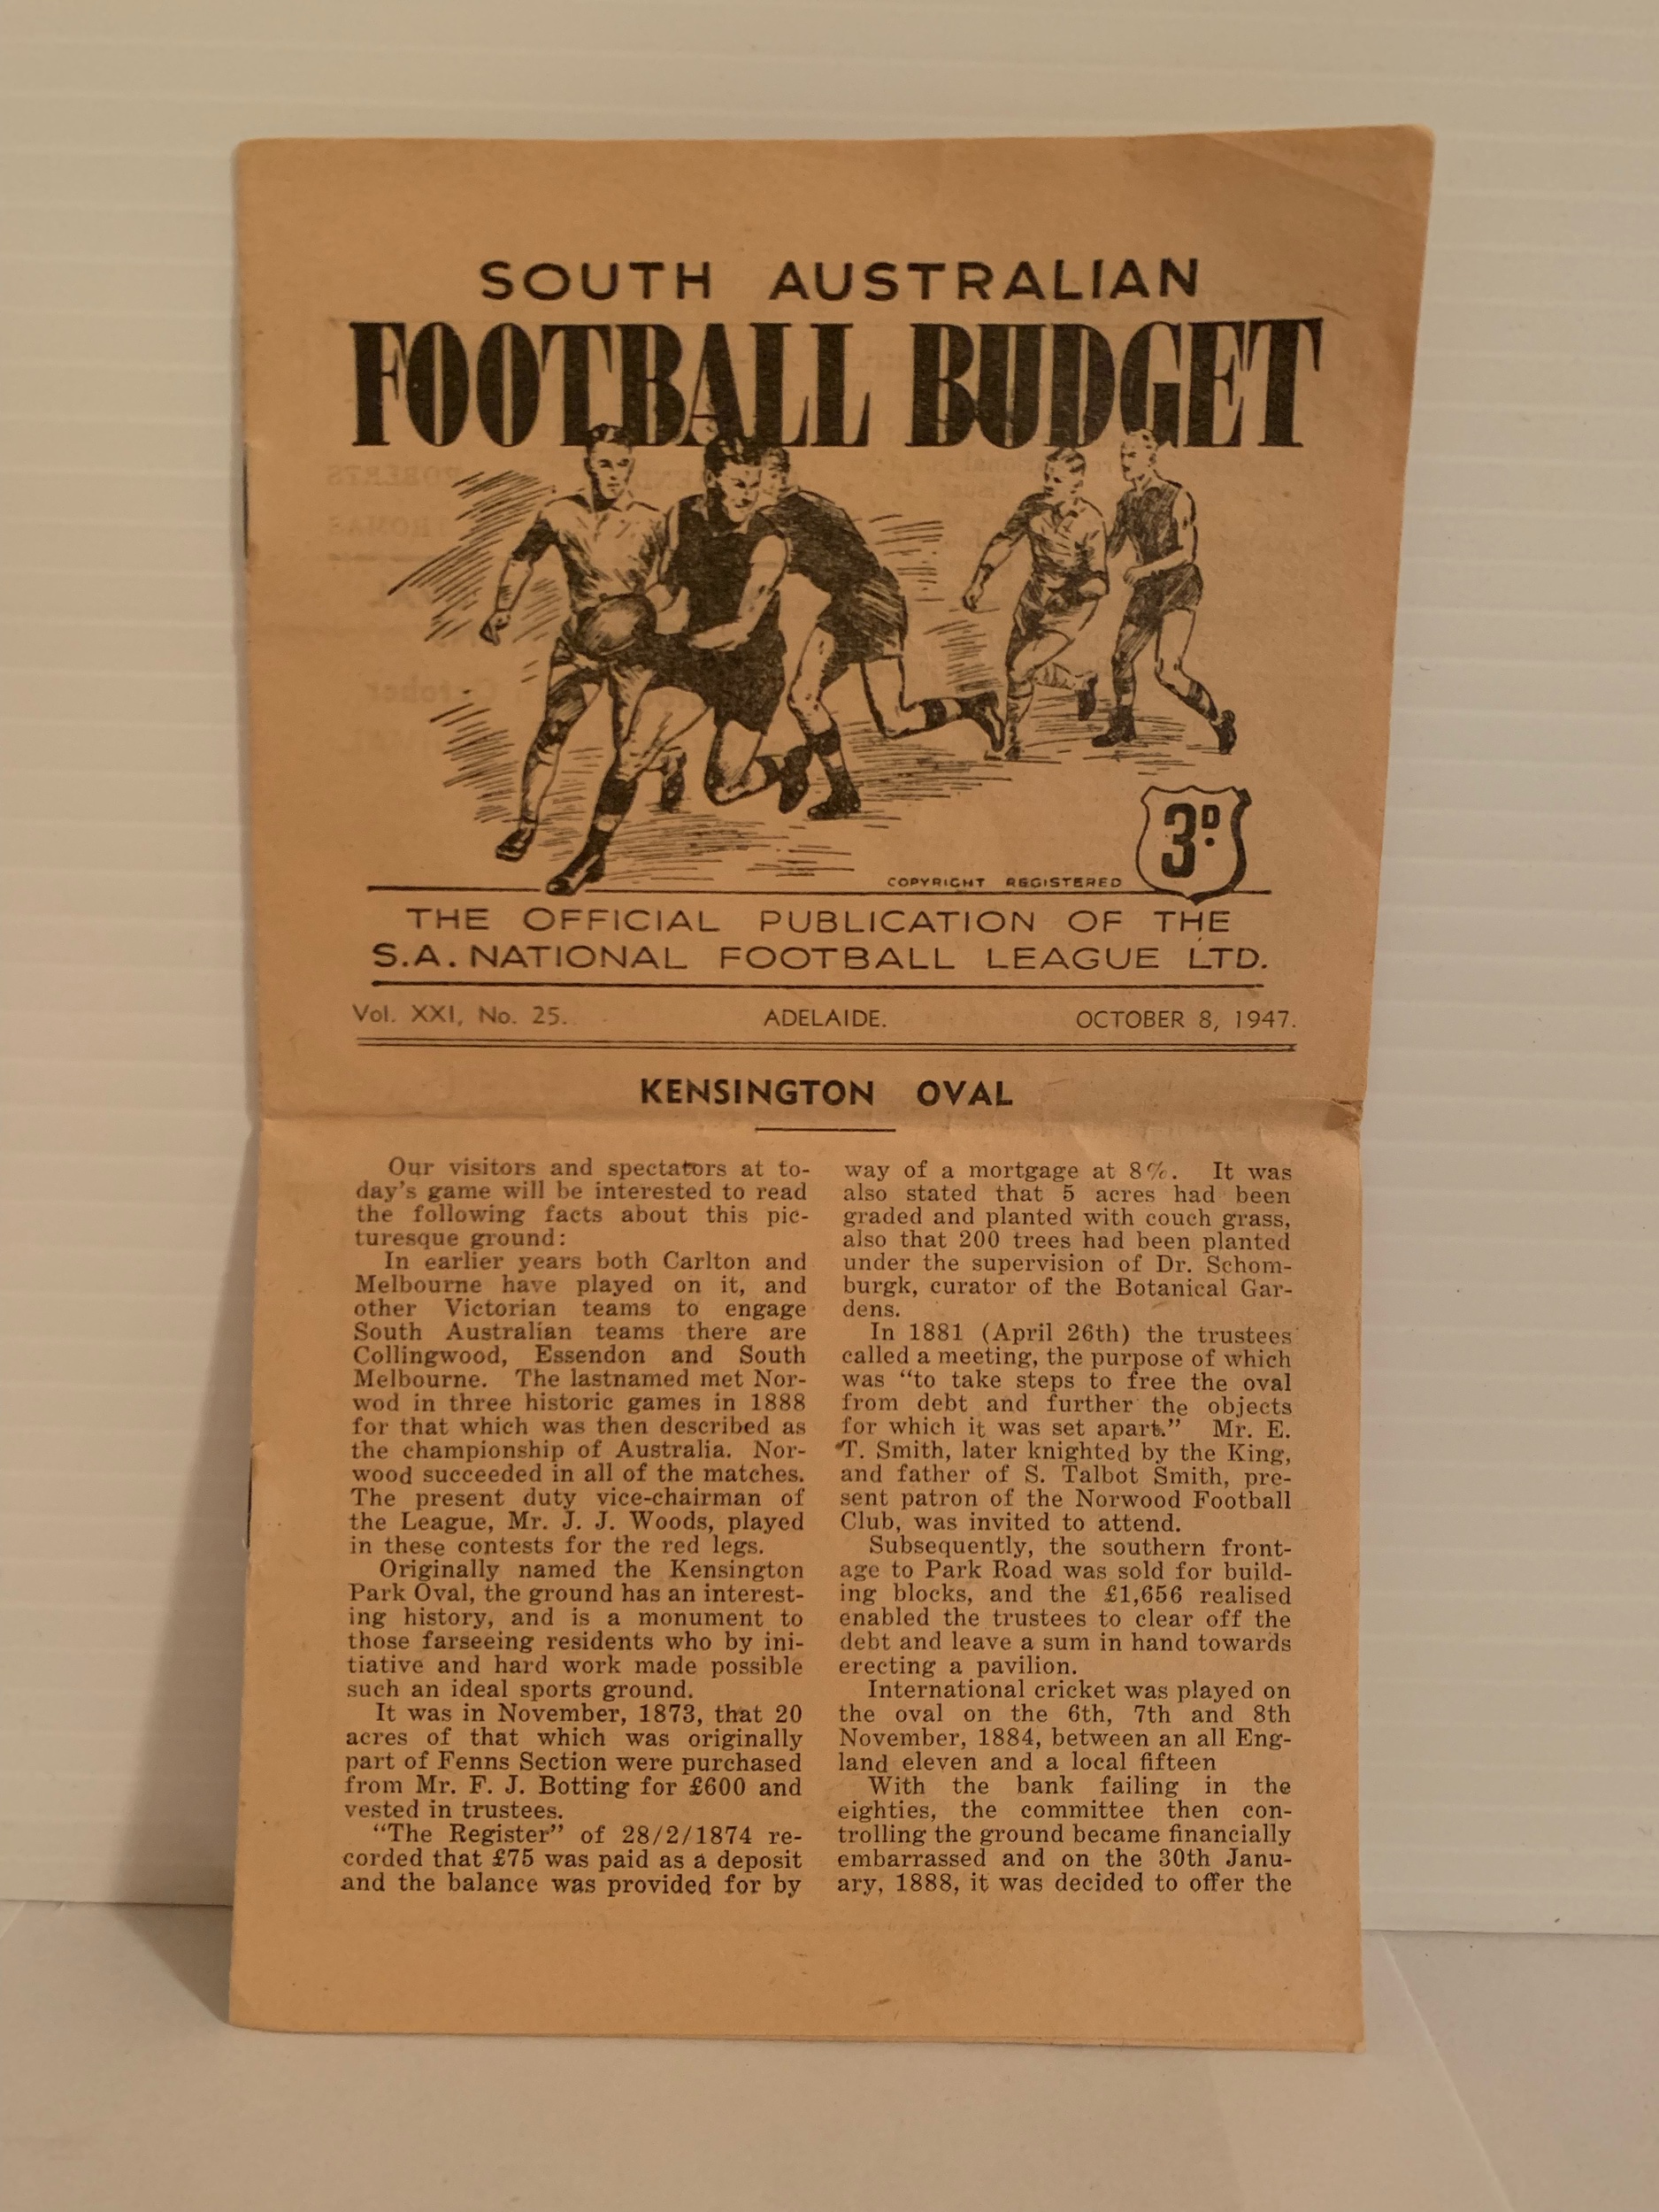 SOUTH AUSTRALIAN
FOOTBALL BUDGET
3D.
COPYRIGHT REGISTERED
THE OFFICIAL PUBLICATION OF THE
S.A. NATIONAL FOOTBALL LEAGUE LTD.
Vol. XXI, No. 25. ADELAIDE. OCTOBER 8, 1947.
KENSINGTON OVAL
Our visitors and spectators at to-
day's game will be interested to read
the following facts about this pic-
turesque ground:
In earlier years both Carlton and
Melbourne have played on it, and
other Victorian teams to engage
South Australian teams there are
Collingwood, Essendon and South
Melbourne. The lastnamed met Nor-
wod in three historic games in 1888
for that which was then described as
the championship of Australia. Nor-
wood succeeded in all of the matches.
The present duty vice-chairman of
the League, Mr. J. J. Woods, played
in these contests for the red legs.
Originally named the Kensington
Park Oval, the ground has an interest-
ing history, and is a monument to
those farseeing residents who by ini-
tiative and hard work made possible
such an ideal sports ground.
It was in November, 1873, that 20
acres of that which was originally
part of Fenns Section were purchased
from Mr. F. J. Botting for £600 and
vested in trustees.
"The Register" of 28/2/1874 re-
corded that £75 was paid as a deposit
and the balance was provided for by
way of a mortgage at 8%. It was
also stated that 5 acres had been
graded and planted with couch grass,
also that 200 trees had been planted
under the supervision of Dr. Schom-
burgk, curator of the Botanical Gar-
dens.
In 1881 (April 26th) the trustees
called a meeting, the purpose of which
was "to take steps to free the oval
from debt and further the objects
for which it was set apart." Mr. E.
T. Smith, later knighted by the King,
and father of S. Talbot Smith, pre-
sent patron of the Norwood Football
Club, was invited to attend.
Subsequently, the southern front-
age to Park Road was sold for build-
ing blocks, and the £1,656 realised
enabled the trustees to clear off the
debt and leave a sum in hand towards
erecting a pavilion.
International cricket was played on
the oval on the 6th, 7th and 8th
November, 1884, between an all Eng-
land eleven and a local fifteen
With the bank failing in the
eighties, the committee then con-
trolling the ground became financially
embarrassed and on the 30th Janu-
ary, 1888, it was decided to offer the